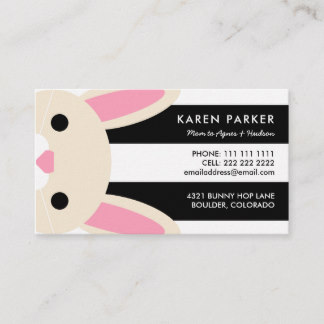 KAREN PARKER
Mom to Agnes + Hudson
PHONE: 111 111 1111
CELL: 222 222 2222
emailaddress@email.com
4321 BUNNY HOP LANE
BOULDER, COLORADO